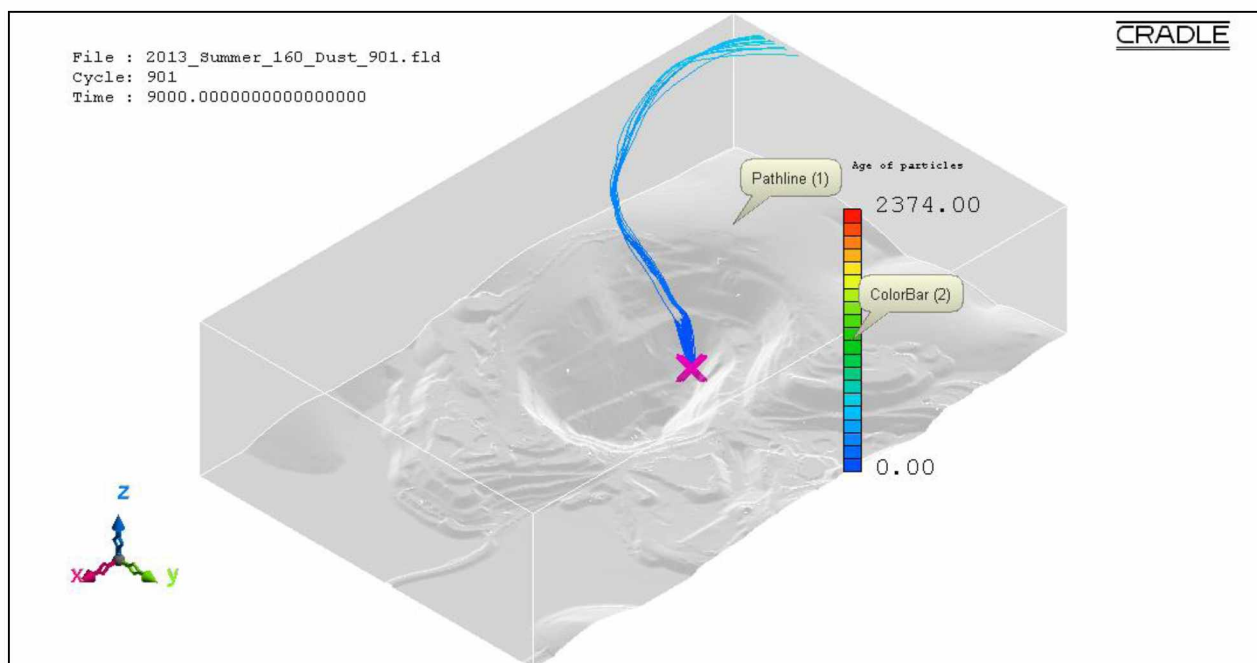 CRADLE
File : 2013_Summer_160_Dust_901.fld
Cycle: 901
Time : 9000.0000000000000000
Age of particles
Pathline (1)
2374.00
ColorBar (2)
0.00
z
x
y